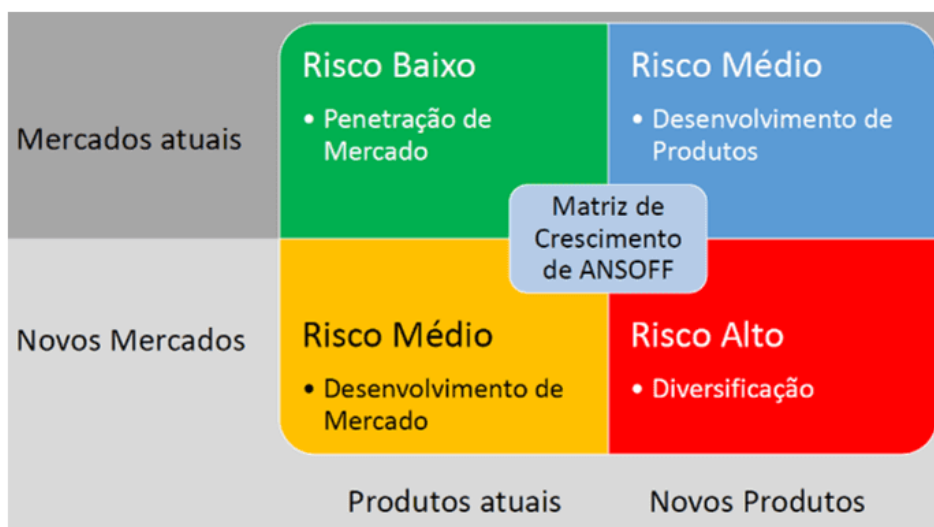 Mercados atuais
Risco Baixo
• Penetração de
Mercado
Risco Médio
• Desenvolvimento de
Produtos
Matriz de
Crescimento
de ANSOFF
Novos Mercados
Risco Médio
• Desenvolvimento de
Mercado
Risco Alto
• Diversificação
Produtos atuais
Novos Produtos